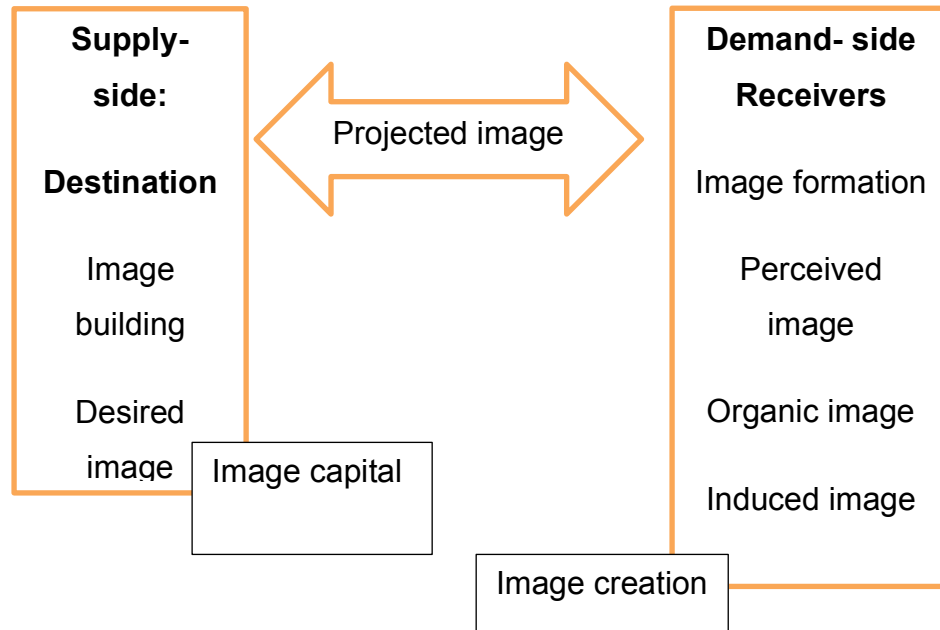 Supply-
side:
Destination
Image
building
Desired
image
Image capital
Projected image
Demand- side
Receivers
Image formation
Perceived
image
Organic image
Induced image
Image creation